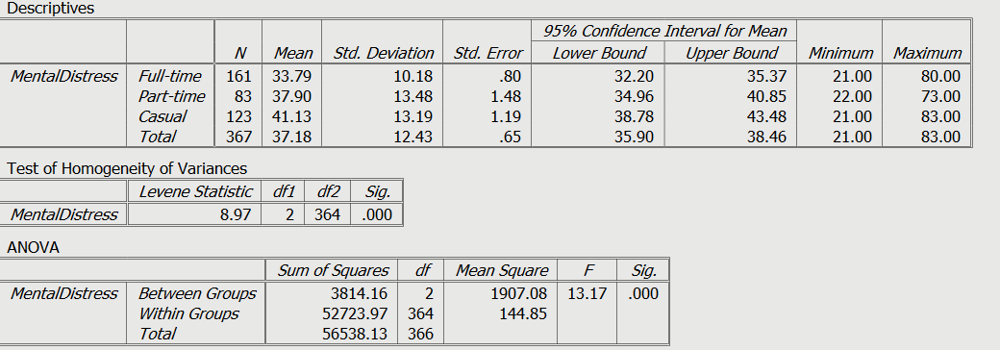 Descriptives
95% Confidence Interval for Mean
N Mean Std. Deviation Std. Error Lower Bound Upper Bound Minimum Maximum
MentalDistress Full-time 161 33.79 10.18 .80 32.20 35.37 21.00 80.00
Part-time 83 37.90 13.48 1.48 34.96 40.85 22.00 73.00
Casual 123 41.13 13.19 1.19 38.78 43.48 21.00 83.00
Total 367 37.18 12.43 .65 35.90 38.46 21.00 83.00
Test of Homogeneity of Variances
Levene Statistic df1 df2 Sig.
MentalDistress 8.97 2 364 .000
ANOVA
Sum of Squares df Mean Square F Sig.
MentalDistress Between Groups 3814.16 2 1907.08 13.17 .000
Within Groups 52723.97 364 144.85
Total 56538.13 366